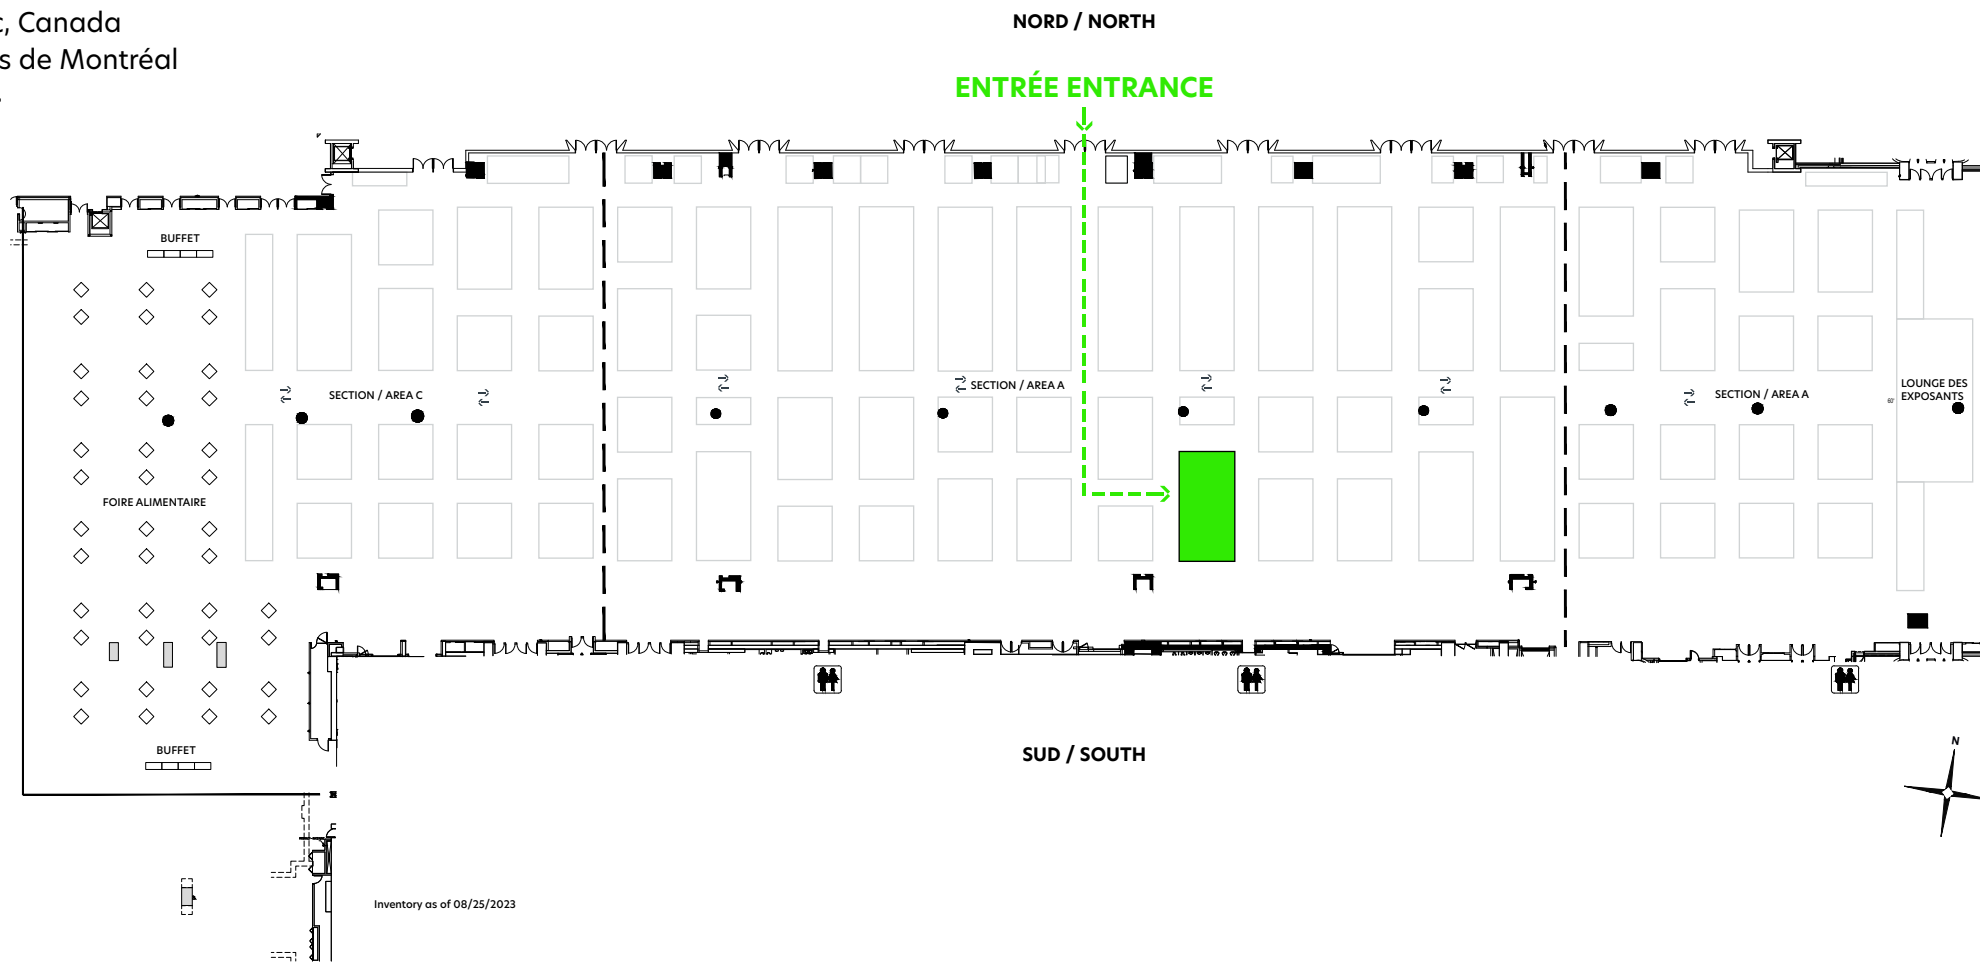 c, Canada
s de Montréal
NORD / NORTH
ENTRÉE ENTRANCE
BUFFET
SECTION / AREA C
SECTION / AREA A
SECTION / AREA A
LOUNGE DES
EXPOSANTS
60'
FOIRE ALIMENTAIRE
BUFFET
SUD / SOUTH
N
Inventory as of 08/25/2023